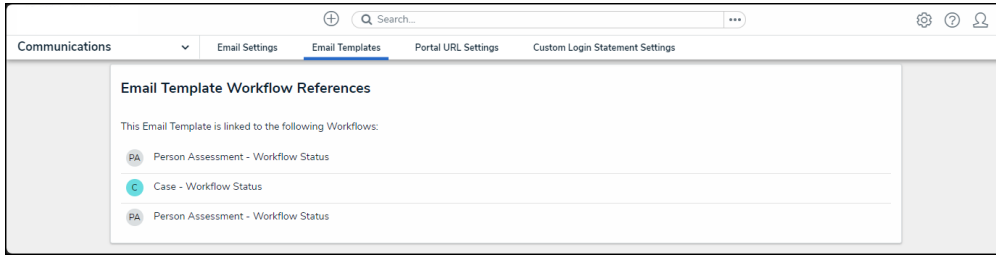 Search...
Communications
Email Settings
Email Templates
Portal URL Settings
Custom Login Statement Settings
Email Template Workflow References
This Email Template is linked to the following Workflows:
PA Person Assessment - Workflow Status
C Case - Workflow Status
PA Person Assessment - Workflow Status